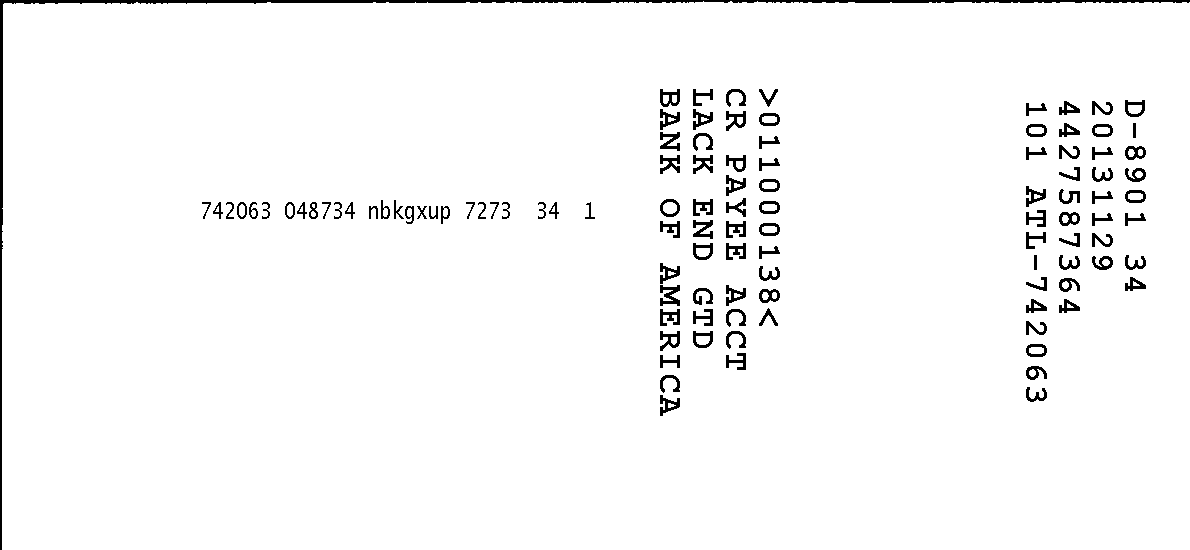 742063 048734 nbkgxup 7273 34 1
>011000138<
CR PAYEE ACCT
LACK END GTD
BANK OF AMERICA
D-8901 34
20131129
4427587364
101 ATL-742063